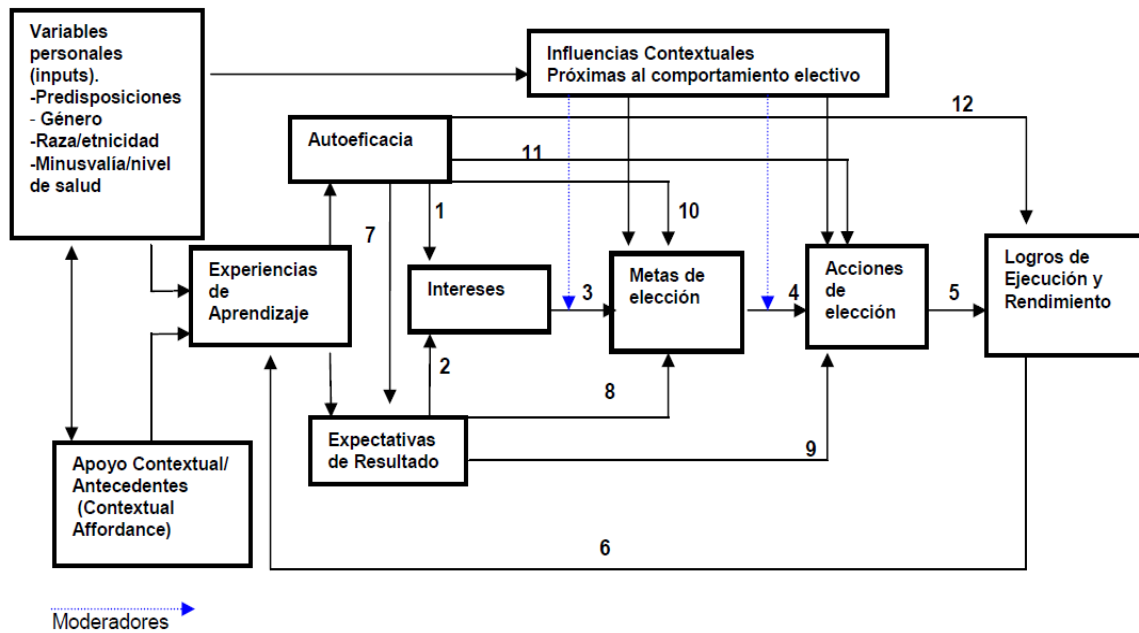 Variables
personales
(inputs).
-Predisposiciones
- Género
-Raza/etnicidad
-Minusvalía/nivel
de salud
Influencias Contextuales
Próximas al comportamiento electivo
12
Autoeficacia
11
1
10
7
Experiencias
de
Aprendizaje
Intereses
3
Metas de
elección
4
Acciones
de
elección
5
Logros de
Ejecución y
Rendimiento
2
8
Expectativas
de Resultado
9
Apoyo Contextual/
Antecedentes
(Contextual
Affordance)
6
Moderadores